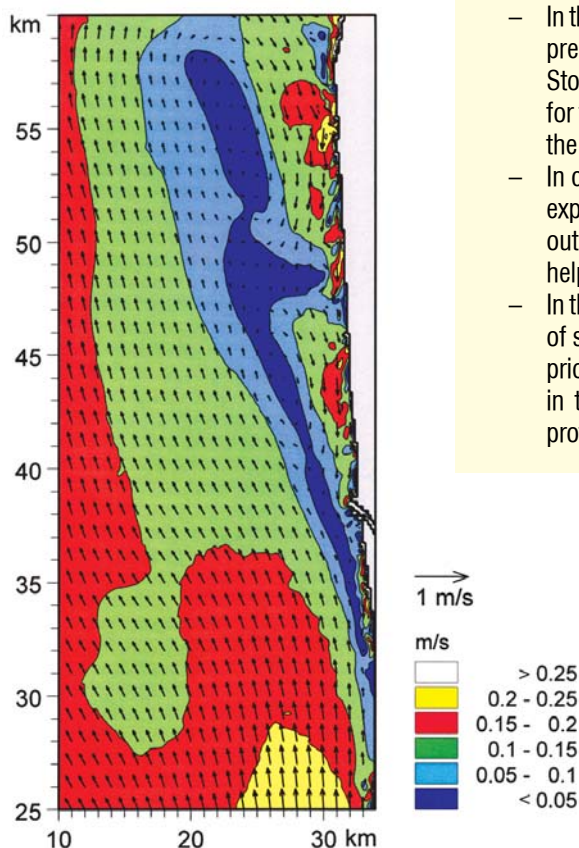 km
55
50
45
40
35
30
25
10
20
30 km
– In th
pre
Sto
for
the
– In c
exp
out
help
– In th
of s
pric
in t
pro
1 m/s
m/s
> 0.25
0.2 - 0.25
0.15 - 0.2
0.1 - 0.15
0.05 - 0.1
< 0.05